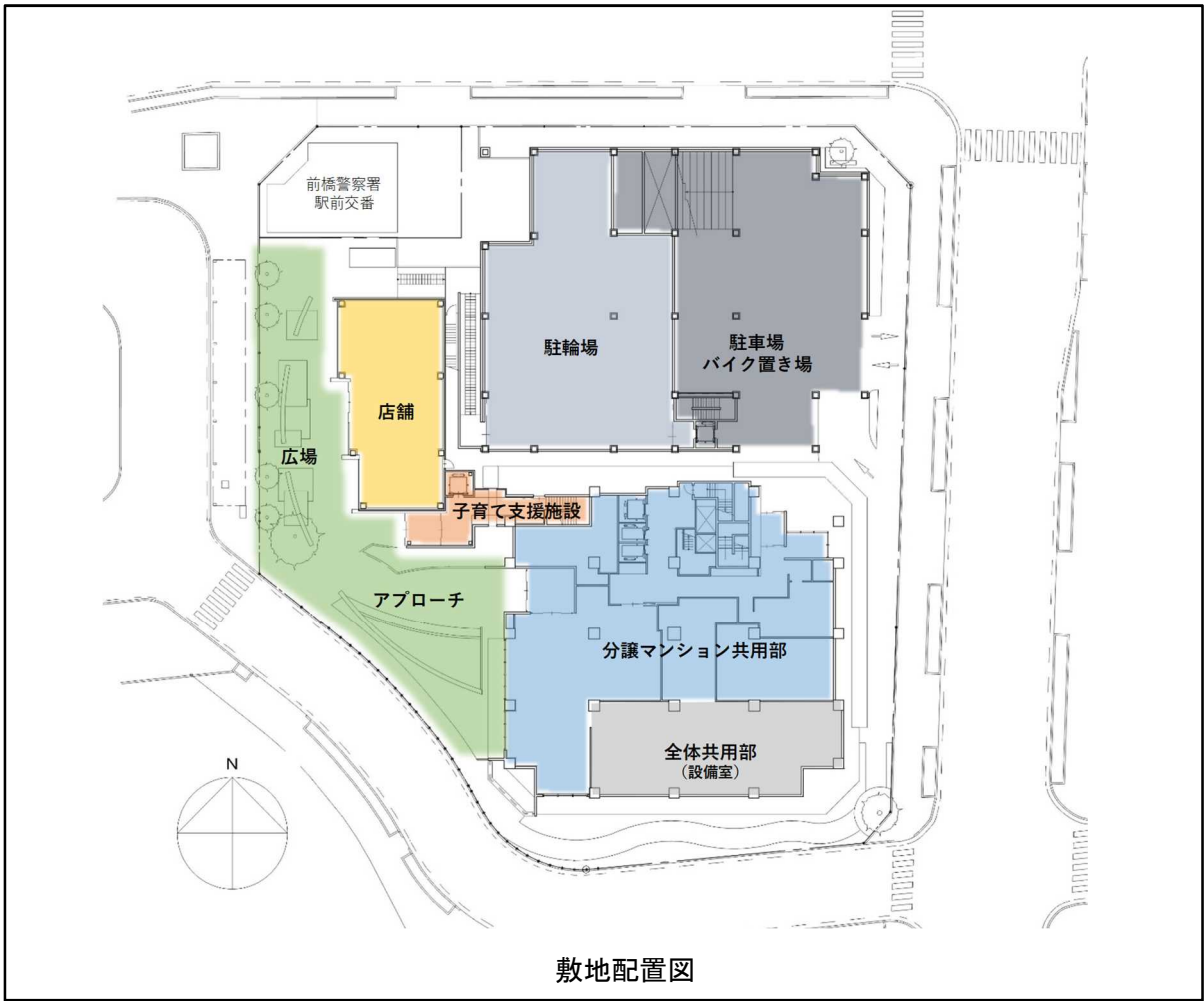 前橋警察署
駅前交番
駐輪場
駐車場
バイク置き場
店舗
広場
子育て支援施設
アプローチ
分譲マンション共用部
全体共用部
（設備室）
N
敷地配置図